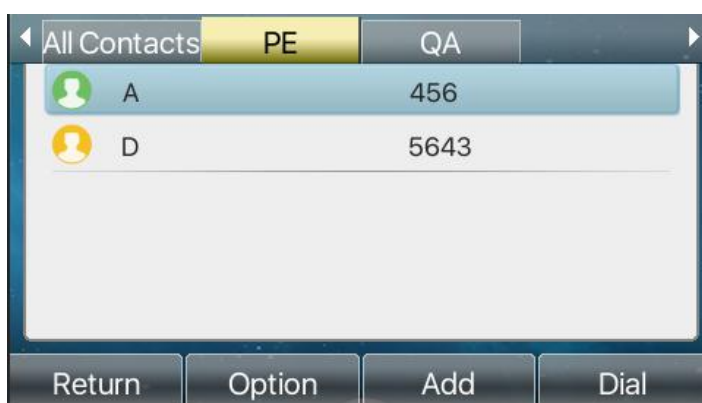 All Contacts PE QA
A 456
D 5643
Return Option Add Dial